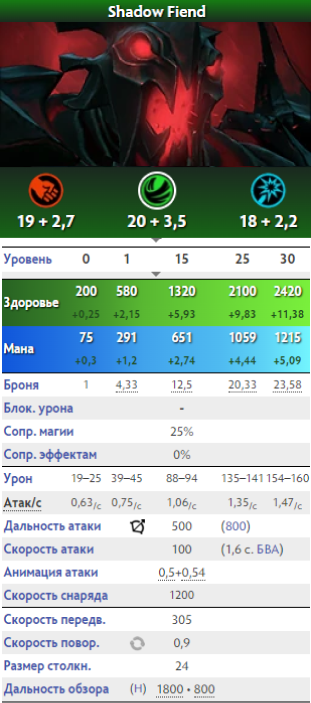 Shadow Fiend
19 + 2,7 20 + 3,5 18 + 2,2
Уровень 0 1 15 25 30
Здоровье 200 580 1320 2100 2420
+0,25 +2,15 +5,93 +9,83 +11,38
Мана 75 291 651 1059 1215
+0,3 +1,2 +2,74 +4,44 +5,09
Броня 1 4,33 12,5 20,33 23,58
Блок. урона -
Сопр. магии 25%
Сопр. эффектам 0%
Урон 19–25 39–45 88–94 135–141 154–160
Атак/с 0,63/с 0,75/с 1,06/с 1,35/с 1,47/с
Дальность атаки 500 (800)
Скорость атаки 100 (1,6 с. БВА)
Анимация атаки 0,5+0,54
Скорость снаряда 1200
Скорость передв. 305
Скорость повор. 0,9
Размер столкн. 24
Дальность обзора (H) 1800 • 800